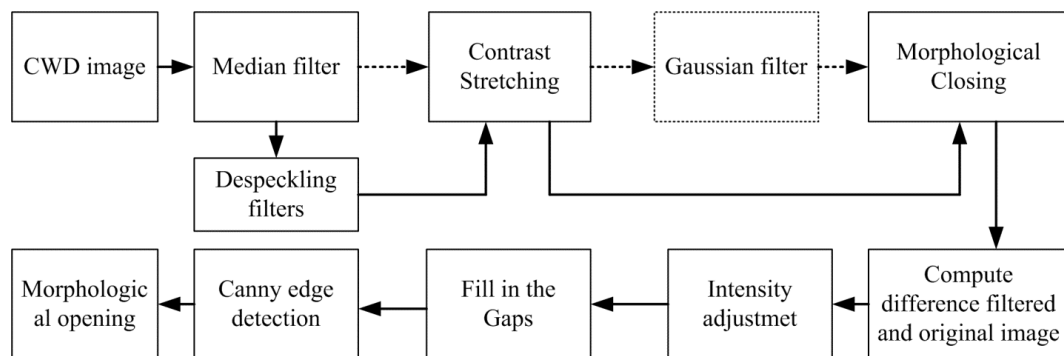 CWD image
Median filter
Contrast
Stretching
Gaussian filter
Morphological
Closing
Despeckling
filters
Morphologic
al opening
Canny edge
detection
Fill in the
Gaps
Intensity
adjustmet
Compute
difference filtered
and original image